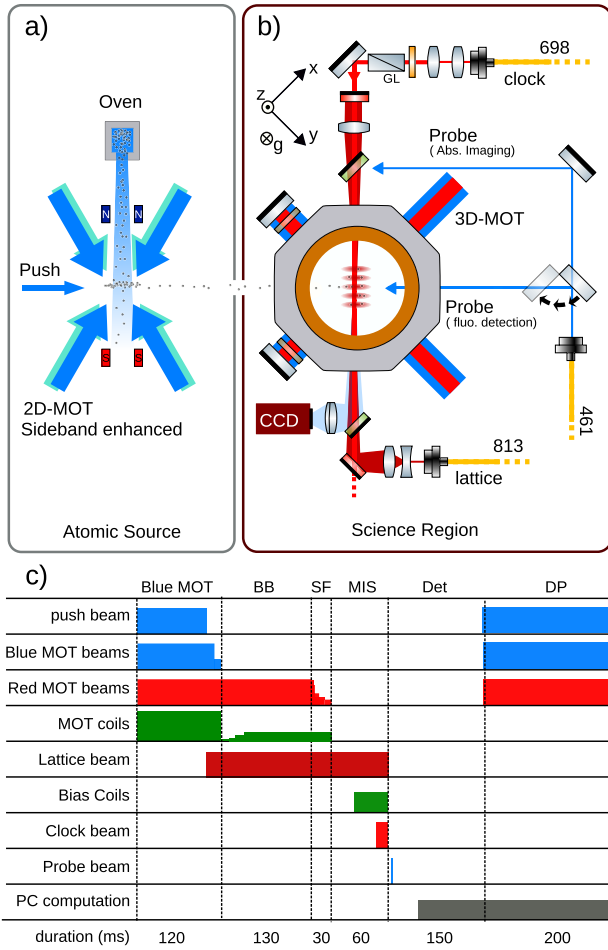 a)
Oven
N
N
Push
S
S
2D-MOT
Sideband enhanced
Atomic Source
b)
x
z
y
g
GL
698
clock
Probe
( Abs. Imaging)
3D-MOT
Probe
(fluo. detection)
CCD
461
813
lattice
Science Region
c)
Blue MOT BB SF MIS Det DP
push beam
Blue MOT beams
Red MOT beams
MOT coils
Lattice beam
Bias Coils
Clock beam
Probe beam
PC computation
duration (ms) 120 130 30 60 150 200